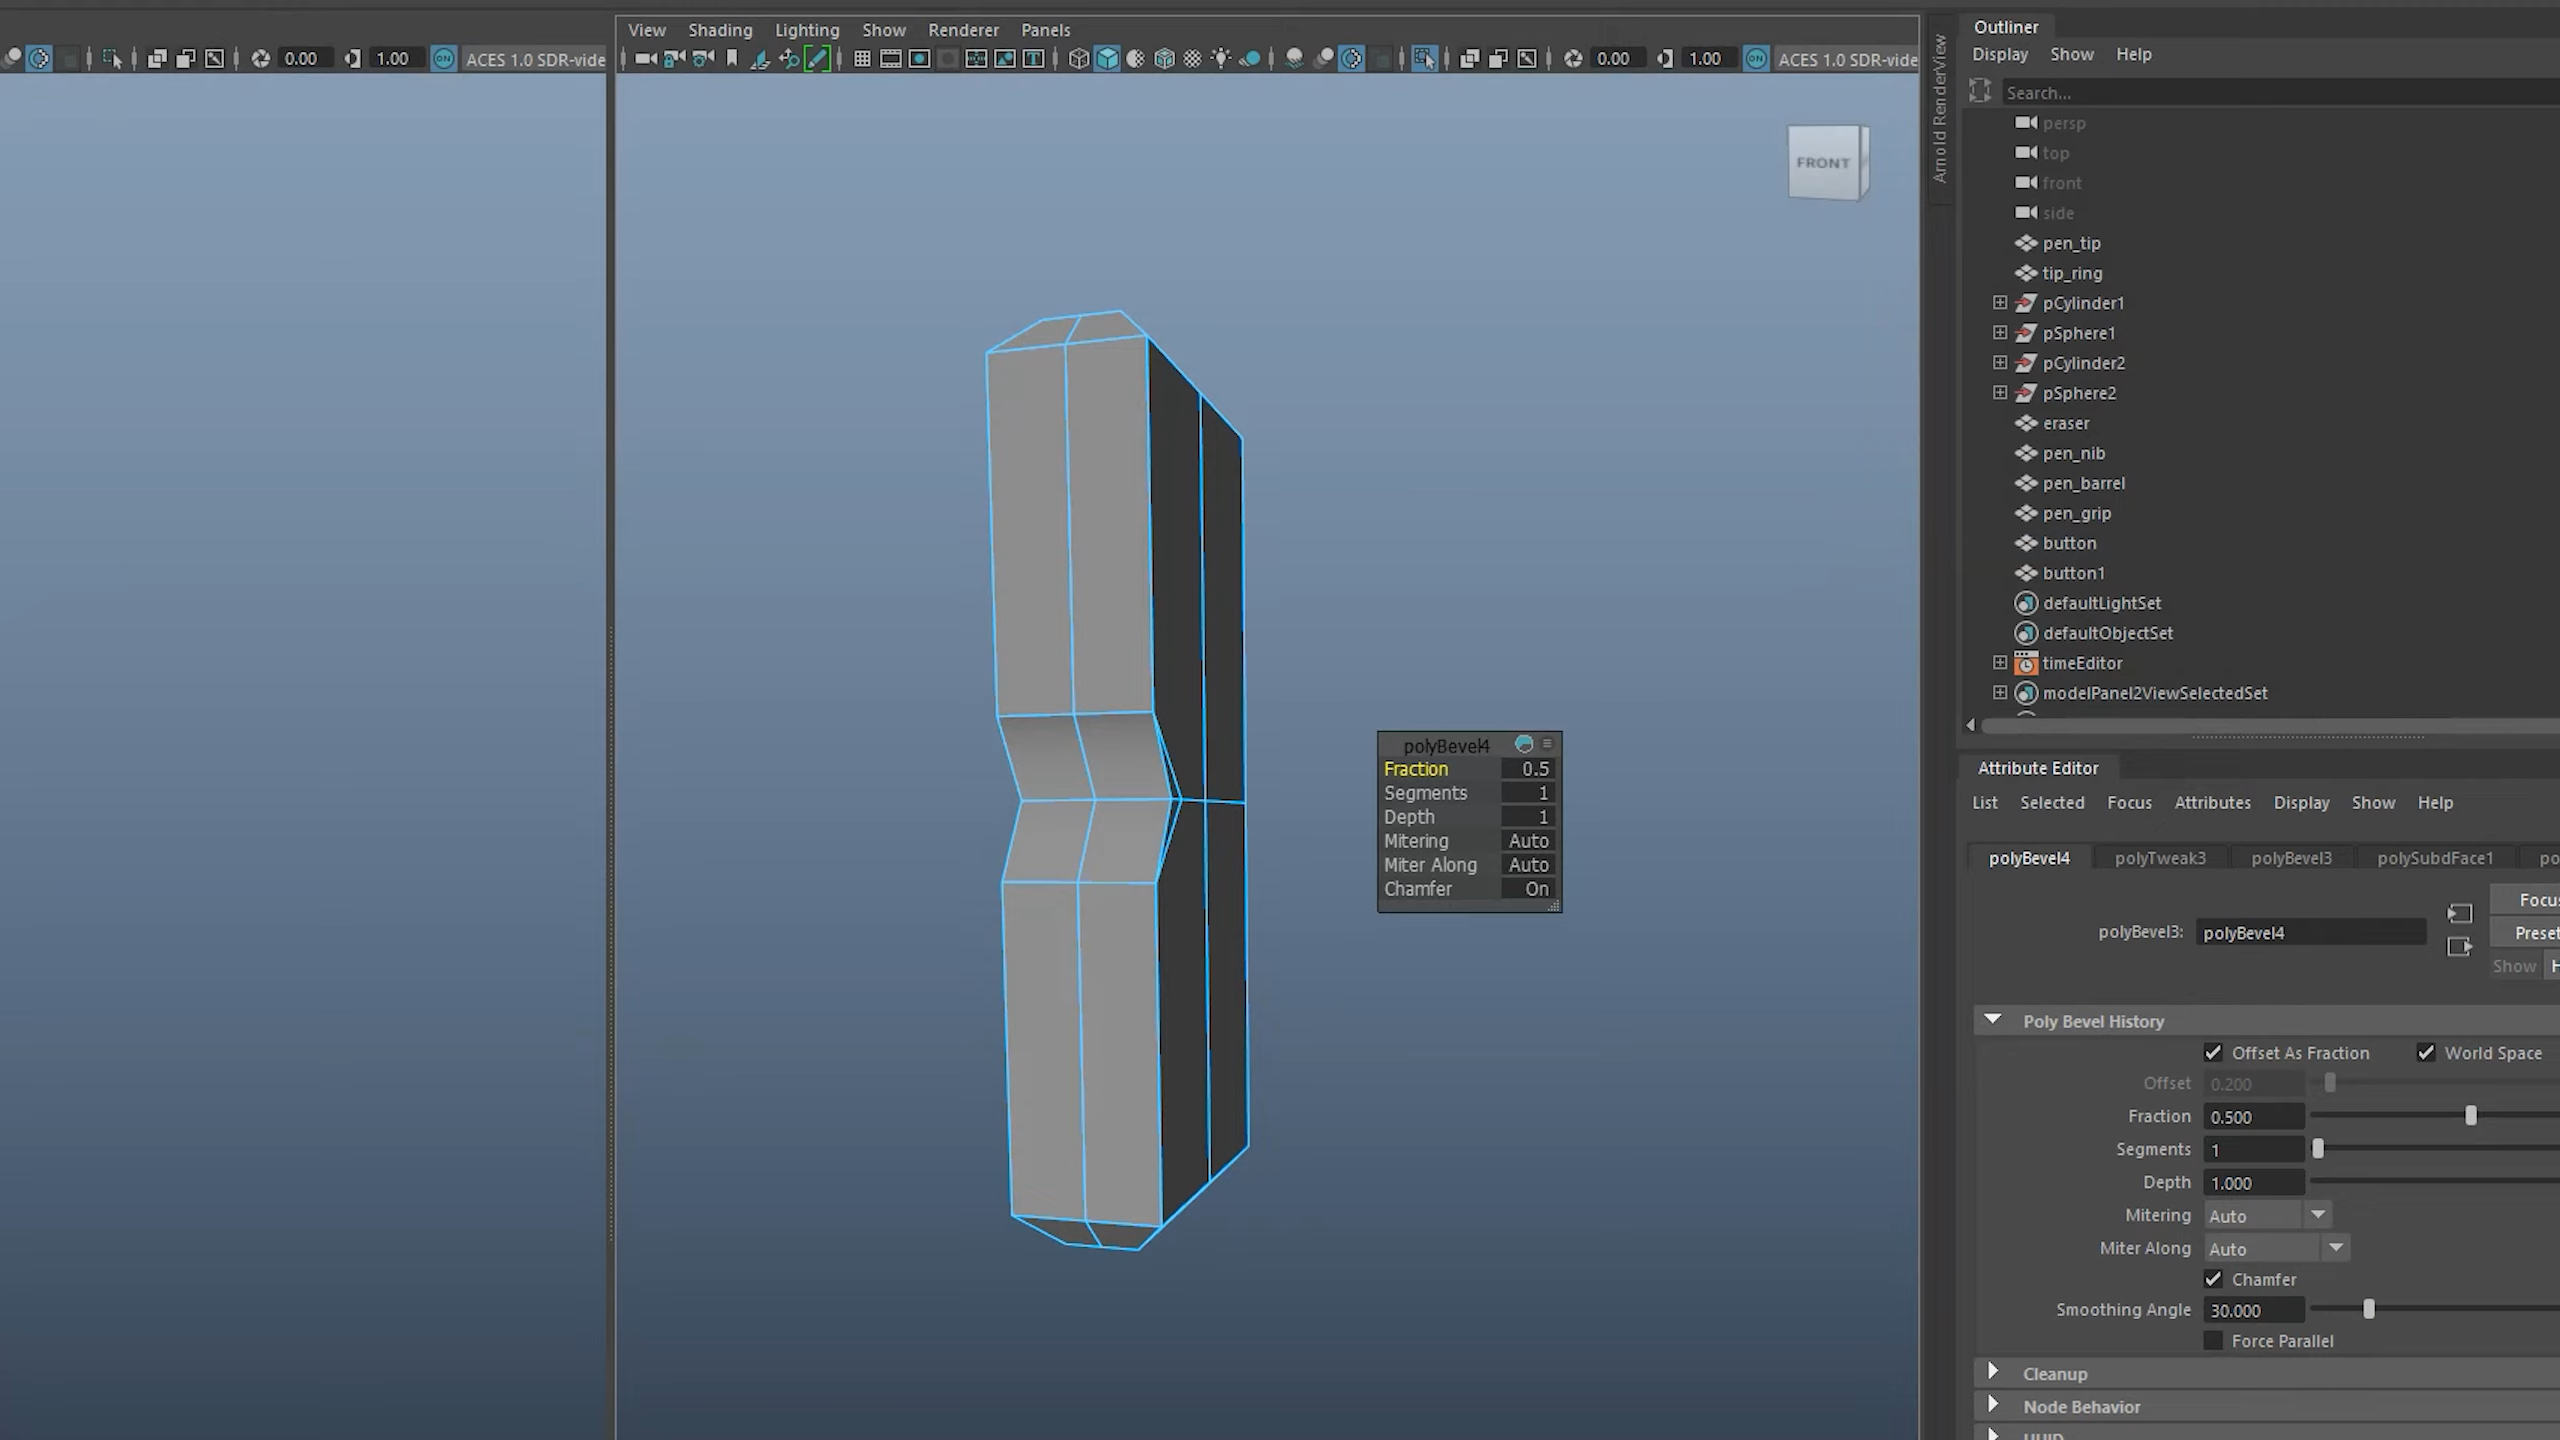 View Shading Lighting Show Renderer Panels
0.00 1.00 ON ACES 1.0 SDR-vide
0.00 1.00 ON ACES 1.0 SDR-vide
FRONT
polyBevel4
Fraction 0.5
Segments 1
Depth 1
Mitering Auto
Miter Along Auto
Chamfer On
Arnold RenderView
Outliner
Display Show Help
Search...
persp
top
front
side
pen_tip
tip_ring
pCylinder1
pSphere1
pCylinder2
pSphere2
eraser
pen_nib
pen_barrel
pen_grip
button
button1
defaultLightSet
defaultObjectSet
timeEditor
modelPanel2ViewSelectedSet
Attribute Editor
List Selected Focus Attributes Display Show Help
polyBevel4 polyTweak3 polyBevel3 polySubdFace1 po
Focu
polyBevel3: polyBevel4
Preset
Show H
Poly Bevel History
Offset As Fraction World Space
Offset 0.200
Fraction 0.500
Segments 1
Depth 1.000
Mitering Auto
Miter Along Auto
Chamfer
Smoothing Angle 30.000
Force Parallel
Cleanup
Node Behavior
UUID